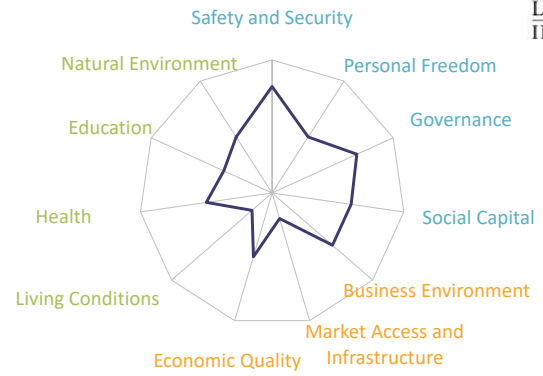 Safety and Security
Natural Environment
Personal Freedom
Education
Governance
Health
Social Capital
Living Conditions
Business Environment
Market Access and
Infrastructure
Economic Quality